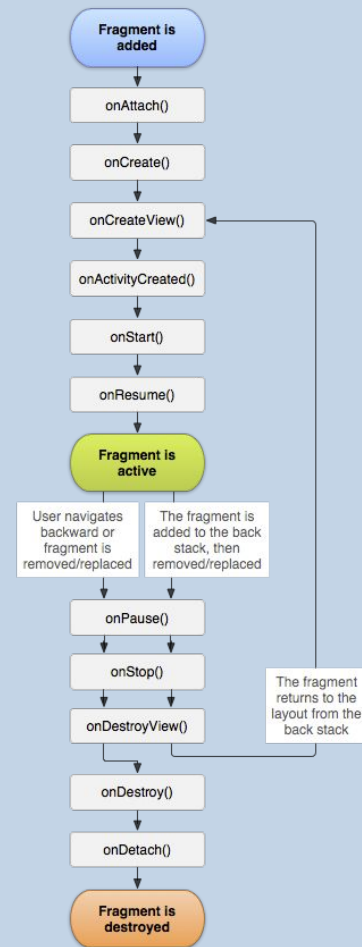 Fragment is
added
onAttach()
onCreate()
onCreateView()
onActivityCreated()
onStart()
onResume()
Fragment is
active
User navigates
backward or
fragment is
removed/replaced
The fragment is
added to the back
stack, then
removed/replaced
onPause()
onStop()
onDestroyView()
The fragment
returns to the
layout from the
back stack
onDestroy()
onDetach()
Fragment is
destroyed